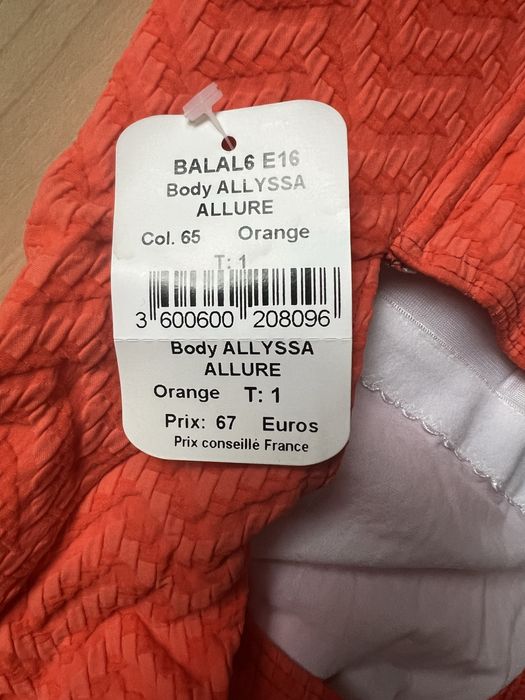 BALAL6 E16
Body ALLYSSA
ALLURE
Col. 65 Orange
T: 1
3 600600 208096
Body ALLYSSA
ALLURE
Orange T: 1
Prix: 67 Euros
Prix conseillé France